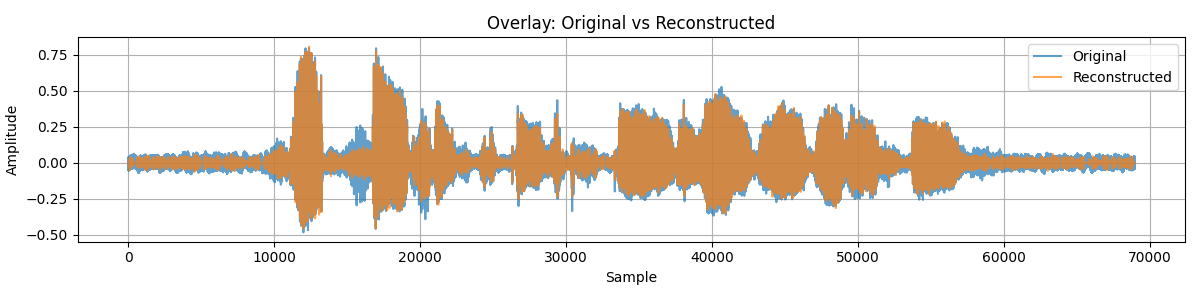 Overlay: Original vs Reconstructed
Original
Reconstructed
Amplitude
0.75
0.50
0.25
0.00
−0.25
−0.50
0 10000 20000 30000 40000 50000 60000 70000
Sample